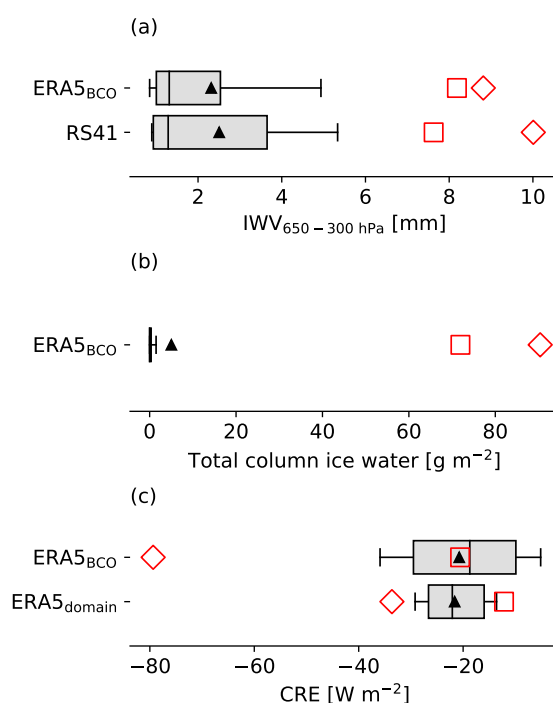 (a)
ERA5BCO
RS41
2 4 6 8 10
IWV650 − 300 hPa [mm]
(b)
ERA5BCO
0 20 40 60 80
Total column ice water [g m−2]
(c)
ERA5BCO
ERA5domain
−80 −60 −40 −20
CRE [W m−2]